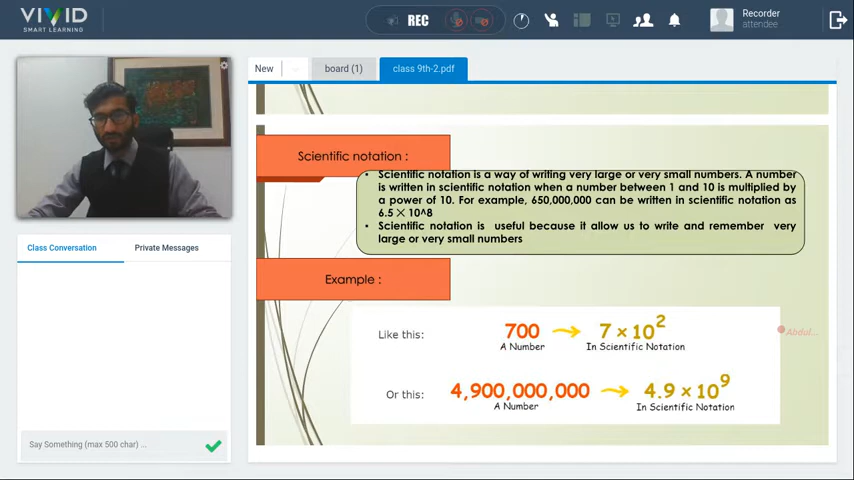 VIVID
SMART LEARNING
REC
Recorder
attendee
New
board (1)
class 9th-2.pdf
Scientific notation :
• Scientific notation is a way of writing very large or very small numbers. A number
is written in scientific notation when a number between 1 and 10 is multiplied by
a power of 10. For example, 650,000,000 can be written in scientific notation as
6.5 ✕ 10^8
• Scientific notation is useful because it allow us to write and remember very
large or very small numbers
Class Conversation
Private Messages
Example :
Like this:
700
A Number
7 × 10²
In Scientific Notation
Abdul...
Or this:
4,900,000,000
A Number
4.9 × 10⁹
In Scientific Notation
Say Something (max 500 char) ...